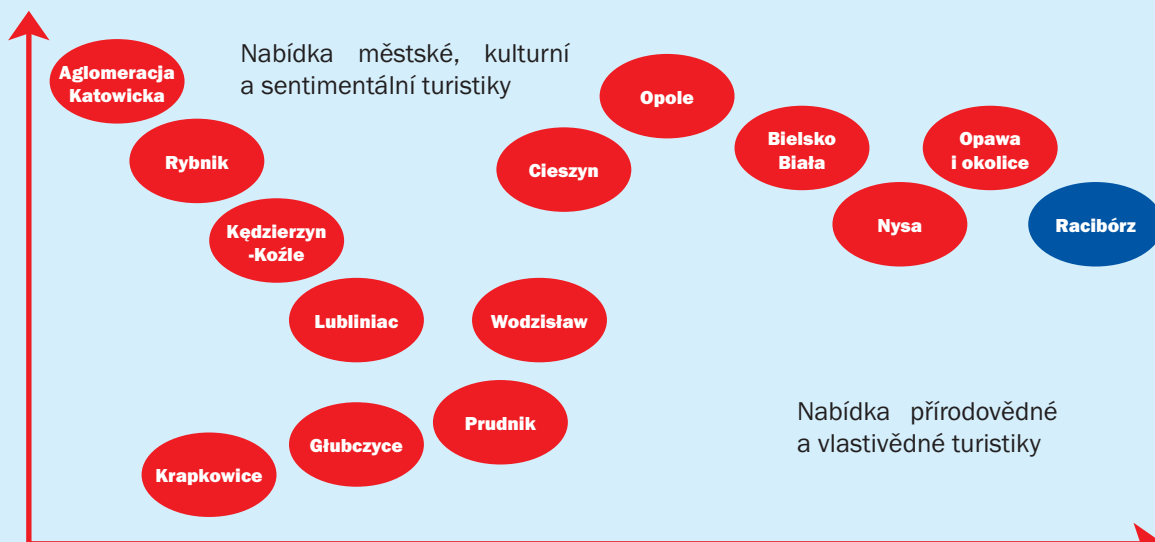 Nabídka městské, kulturní
a sentimentální turistiky
Aglomeracja
Katowicka
Opole
Rybnik
Cieszyn
Bielsko
Biała
Opawa
i okolice
Kędzierzyn
-Koźle
Nysa
Racibórz
Lubliniac
Wodzisław
Nabídka přírodovědné
a vlastivědné turistiky
Prudnik
Głubczyce
Krapkowice